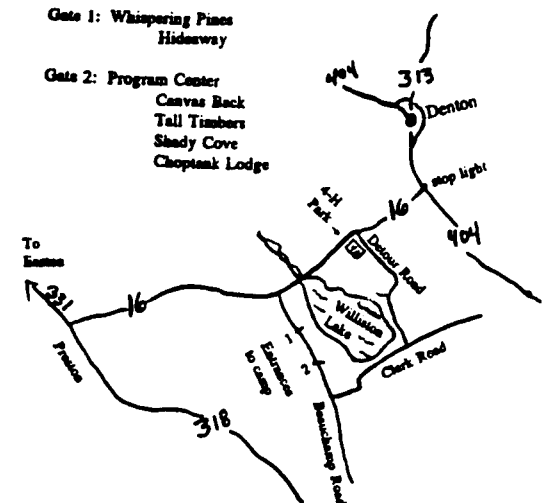 Gate 1: Whispering Pines
Hideaway
Gate 2: Program Center
Canvas Back
Tall Timbers
Shady Cove
Choptank Lodge
404
313
Denton
stop light
4-H
Park
16
404
Detour Road
To
Easton
331
16
Williston
Lake
1
Entrances
to camp
2
Clark Road
Preston
318
Beauchamp Road